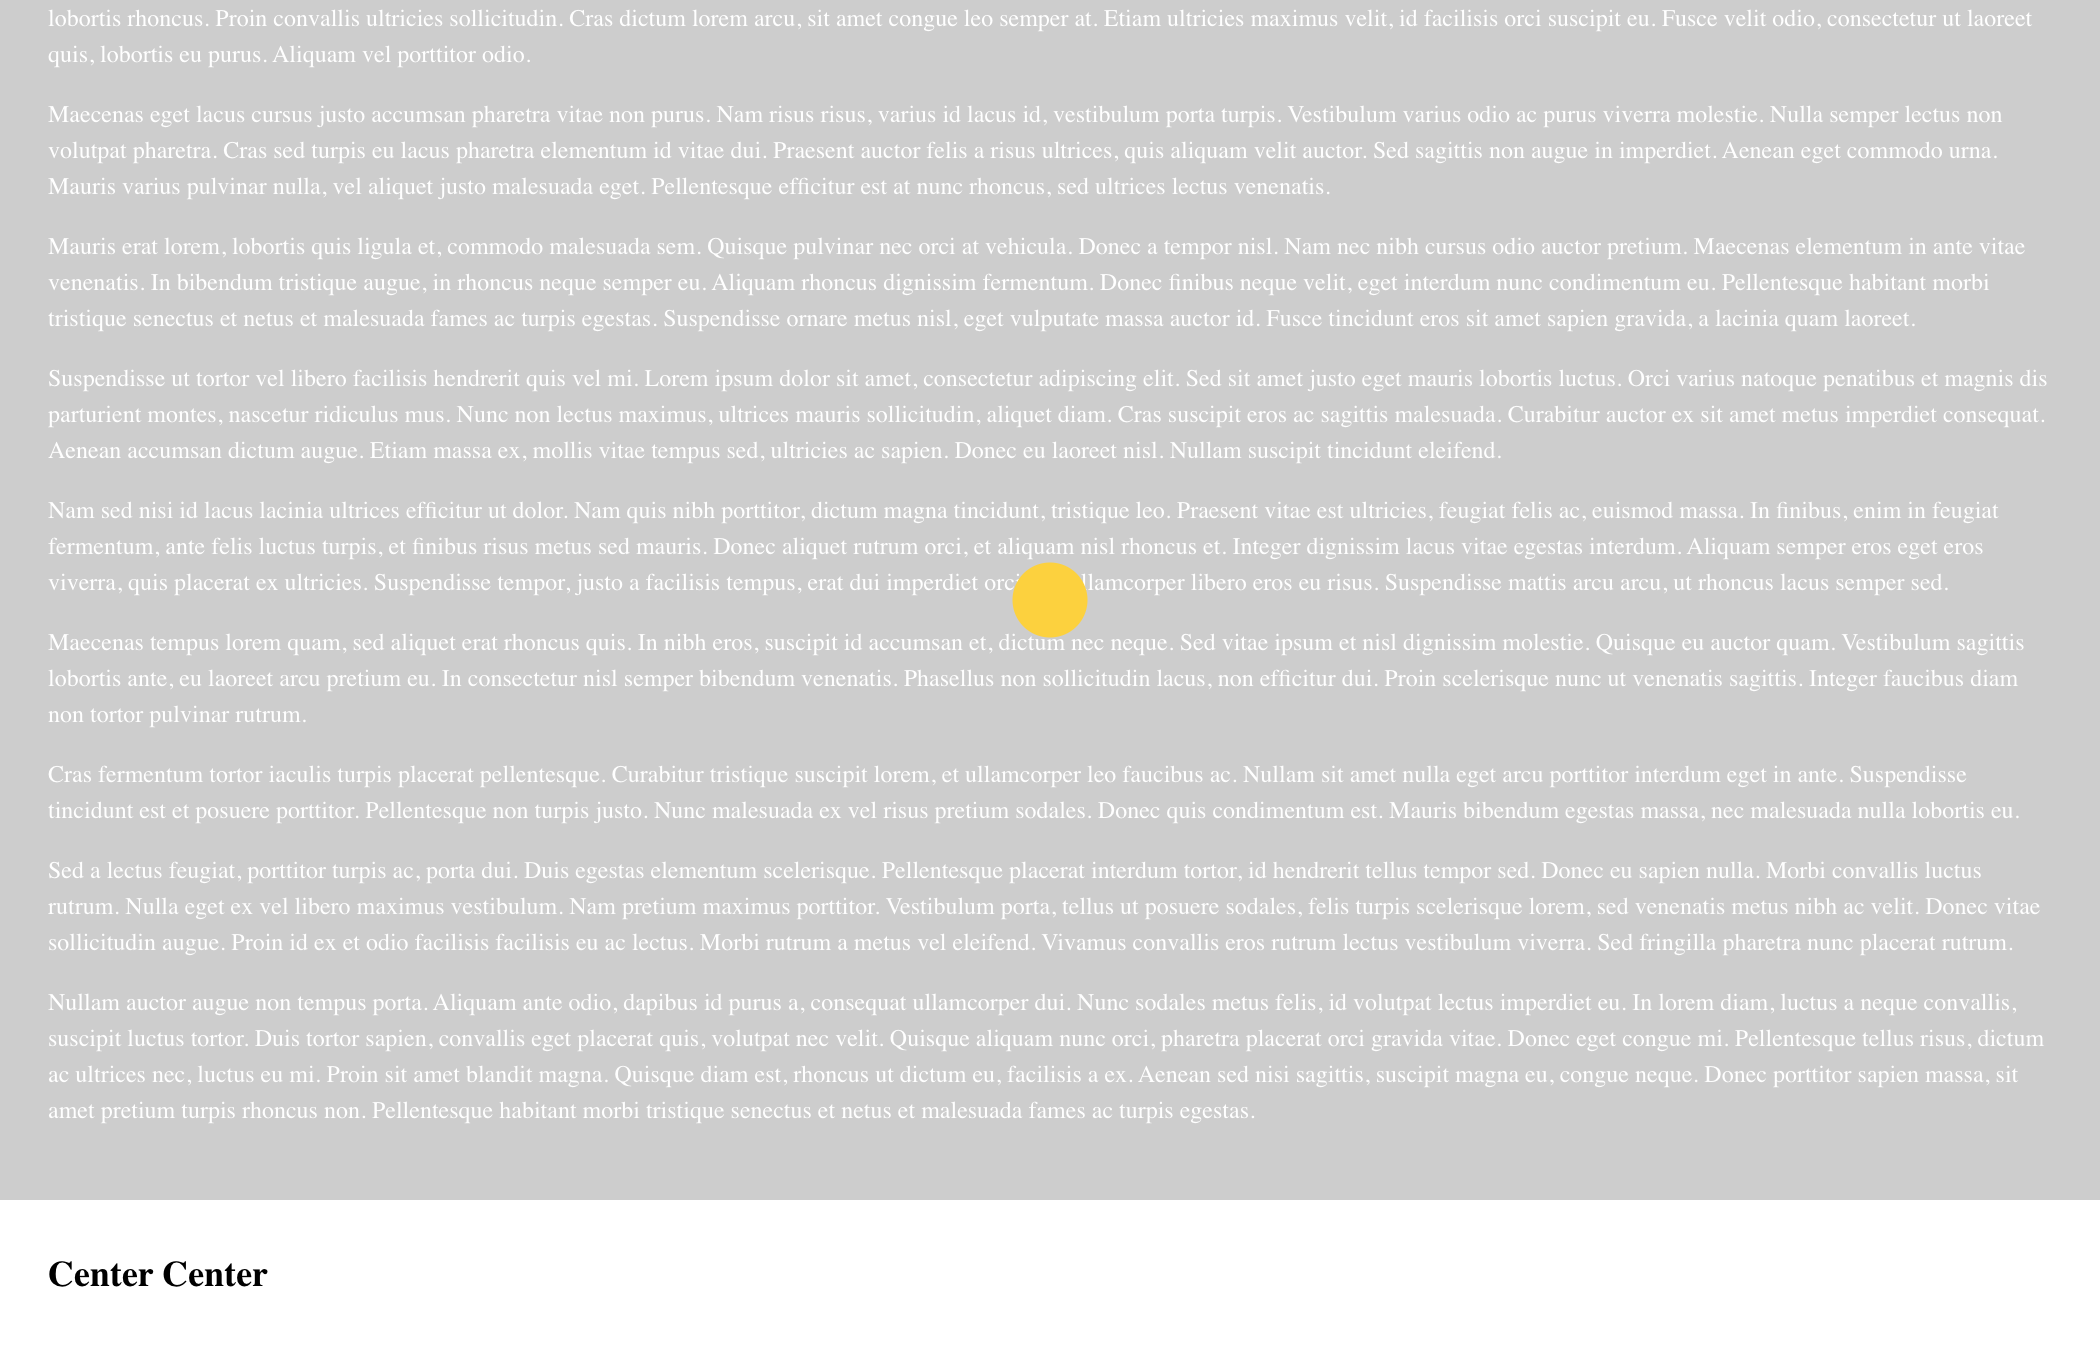 lobortis rhoncus. Proin convallis ultricies sollicitudin. Cras dictum lorem arcu, sit amet congue leo semper at. Etiam ultricies maximus velit, id facilisis orci suscipit eu. Fusce velit odio, consectetur ut laoreet
quis, lobortis eu purus. Aliquam vel porttitor odio.
Maecenas eget lacus cursus justo accumsan pharetra vitae non purus. Nam risus risus, varius id lacus id, vestibulum porta turpis. Vestibulum varius odio ac purus viverra molestie. Nulla semper lectus non
volutpat pharetra. Cras sed turpis eu lacus pharetra elementum id vitae dui. Praesent auctor felis a risus ultrices, quis aliquam velit auctor. Sed sagittis non augue in imperdiet. Aenean eget commodo urna.
Mauris varius pulvinar nulla, vel aliquet justo malesuada eget. Pellentesque efficitur est at nunc rhoncus, sed ultrices lectus venenatis.
Mauris erat lorem, lobortis quis ligula et, commodo malesuada sem. Quisque pulvinar nec orci at vehicula. Donec a tempor nisl. Nam nec nibh cursus odio auctor pretium. Maecenas elementum in ante vitae
venenatis. In bibendum tristique augue, in rhoncus neque semper eu. Aliquam rhoncus dignissim fermentum. Donec finibus neque velit, eget interdum nunc condimentum eu. Pellentesque habitant morbi
tristique senectus et netus et malesuada fames ac turpis egestas. Suspendisse ornare metus nisl, eget vulputate massa auctor id. Fusce tincidunt eros sit amet sapien gravida, a lacinia quam laoreet.
Suspendisse ut tortor vel libero facilisis hendrerit quis vel mi. Lorem ipsum dolor sit amet, consectetur adipiscing elit. Sed sit amet justo eget mauris lobortis luctus. Orci varius natoque penatibus et magnis dis
parturient montes, nascetur ridiculus mus. Nunc non lectus maximus, ultrices mauris sollicitudin, aliquet diam. Cras suscipit eros ac sagittis malesuada. Curabitur auctor ex sit amet metus imperdiet consequat.
Aenean accumsan dictum augue. Etiam massa ex, mollis vitae tempus sed, ultricies ac sapien. Donec eu laoreet nisl. Nullam suscipit tincidunt eleifend.
Nam sed nisi id lacus lacinia ultrices efficitur ut dolor. Nam quis nibh porttitor, dictum magna tincidunt, tristique leo. Praesent vitae est ultricies, feugiat felis ac, euismod massa. In finibus, enim in feugiat
fermentum, ante felis luctus turpis, et finibus risus metus sed mauris. Donec aliquet rutrum orci, et aliquam nisl rhoncus et. Integer dignissim lacus vitae egestas interdum. Aliquam semper eros eget eros
viverra, quis placerat ex ultricies. Suspendisse tempor, justo a facilisis tempus, erat dui imperdiet libero eros eu risus. Suspendisse mattis arcu arcu, ut rhoncus lacus semper sed.
Maecenas tempus lorem quam, sed aliquet erat rhoncus quis. In nibh eros, suscipit id accumsan et, dictum nec neque. Sed vitae ipsum et nisl dignissim molestie. Quisque eu auctor quam. Vestibulum sagittis
lobortis ante, eu laoreet arcu pretium eu. In consectetur nisl semper bibendum venenatis. Phasellus non sollicitudin lacus, non efficitur dui. Proin scelerisque nunc ut venenatis sagittis. Integer faucibus diam
non tortor pulvinar rutrum.
Cras fermentum tortor iaculis turpis placerat pellentesque. Curabitur tristique suscipit lorem, et ullamcorper leo faucibus ac. Nullam sit amet nulla eget arcu porttitor interdum eget in ante. Suspendisse
tincidunt est et posuere porttitor. Pellentesque non turpis justo. Nunc malesuada ex vel risus pretium sodales. Donec quis condimentum est. Mauris bibendum egestas massa, nec malesuada nulla lobortis eu.
Sed a lectus feugiat, porttitor turpis ac, porta dui. Duis egestas elementum scelerisque. Pellentesque placerat interdum tortor, id hendrerit tellus tempor sed. Donec eu sapien nulla. Morbi convallis luctus
rutrum. Nulla eget ex vel libero maximus vestibulum. Nam pretium maximus porttitor. Vestibulum porta, tellus ut posuere sodales, felis turpis scelerisque lorem, sed venenatis metus nibh ac velit. Donec vitae
sollicitudin augue. Proin id ex et odio facilisis facilisis eu ac lectus. Morbi rutrum a metus vel eleifend. Vivamus convallis eros rutrum lectus vestibulum viverra. Sed fringilla pharetra nunc placerat rutrum.
Nullam auctor augue non tempus porta. Aliquam ante odio, dapibus id purus a, consequat ullamcorper dui. Nunc sodales metus felis, id volutpat lectus imperdiet eu. In lorem diam, luctus a neque convallis,
suscipit luctus tortor. Duis tortor sapien, convallis eget placerat quis, volutpat nec velit. Quisque aliquam nunc orci, pharetra placerat orci gravida vitae. Donec eget congue mi. Pellentesque tellus risus, dictum
ac ultrices nec, luctus eu mi. Proin sit amet blandit magna. Quisque diam est, rhoncus ut dictum eu, facilisis a ex. Aenean sed nisi sagittis, suscipit magna eu, congue neque. Donec porttitor sapien massa, sit
amet pretium turpis rhoncus non. Pellentesque habitant morbi tristique senectus et netus et malesuada fames ac turpis egestas.
Center Center